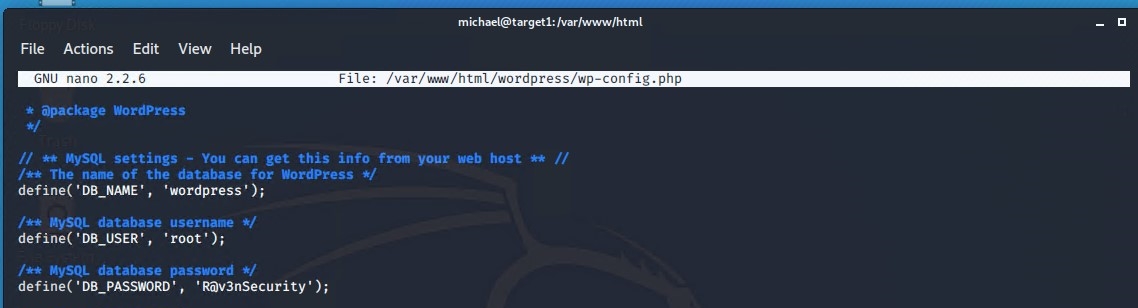 Floppy Disk
michael@target1:/var/www/html
File Actions Edit View Help
GNU nano 2.2.6 File: /var/www/html/wordpress/wp-config.php
* @package WordPress
*/
Trash
// ** MySQL settings - You can get this info from your web host ** //
/** The name of the database for WordPress */
define('DB_NAME', 'wordpress');
/** MySQL database username */
define('DB_USER', 'root');
/** MySQL database password */
define('DB_PASSWORD', 'R@v3nSecurity');